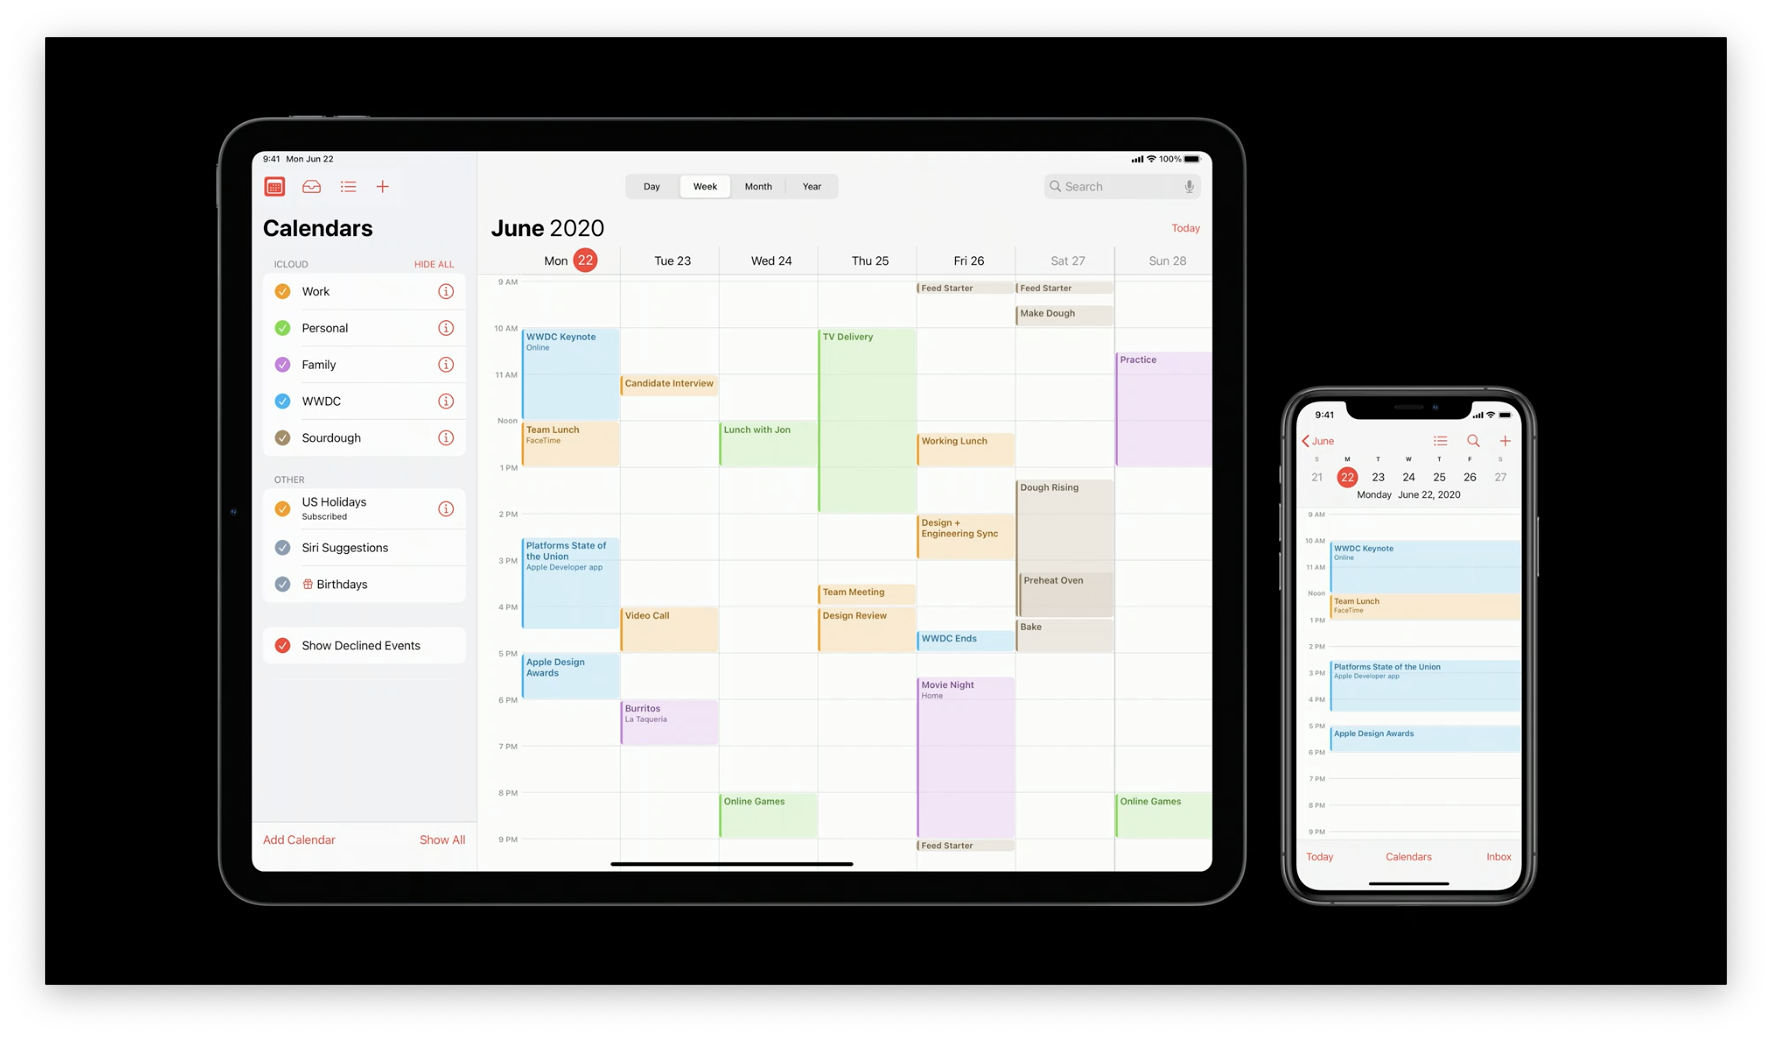 9:41 Mon Jun 22
100%
Day Week Month Year
Search
Calendars
ICLOUD HIDE ALL
Work
Personal
Family
WWDC
Sourdough
OTHER
US Holidays
Subscribed
Siri Suggestions
Birthdays
Show Declined Events
Add Calendar Show All
June 2020
Today
Mon 22 Tue 23 Wed 24 Thu 25 Fri 26 Sat 27 Sun 28
9 AM
10 AM
11 AM
Noon
1 PM
2 PM
3 PM
4 PM
5 PM
6 PM
7 PM
8 PM
9 PM
WWDC Keynote
Online
Team Lunch
FaceTime
Platforms State of
the Union
Apple Developer app
Apple Design
Awards
Candidate Interview
Video Call
Burritos
La Taqueria
Lunch with Jon
Online Games
TV Delivery
Team Meeting
Design Review
Feed Starter
Working Lunch
Design +
Engineering Sync
WWDC Ends
Movie Night
Home
Feed Starter
Feed Starter
Make Dough
Dough Rising
Preheat Oven
Bake
Practice
Online Games
9:41
June
S M T W T F S
21 22 23 24 25 26 27
Monday June 22, 2020
9 AM
10 AM
WWDC Keynote
Online
11 AM
Noon
Team Lunch
FaceTime
1 PM
2 PM
Platforms State of the Union
3 PM
Apple Developer app
4 PM
5 PM
Apple Design Awards
6 PM
7 PM
8 PM
9 PM
Today Calendars Inbox